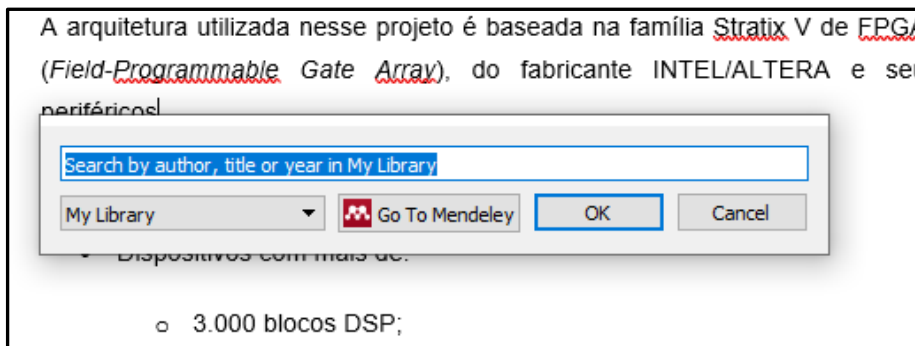 A arquitetura utilizada nesse projeto é baseada na família Stratix V de FPGA
(Field-Programmable Gate Array), do fabricante INTEL/ALTERA e seu
periféricos
Search by author, title or year in My Library
My Library Go To Mendeley OK Cancel
Dispositivos com mais de:
3.000 blocos DSP;